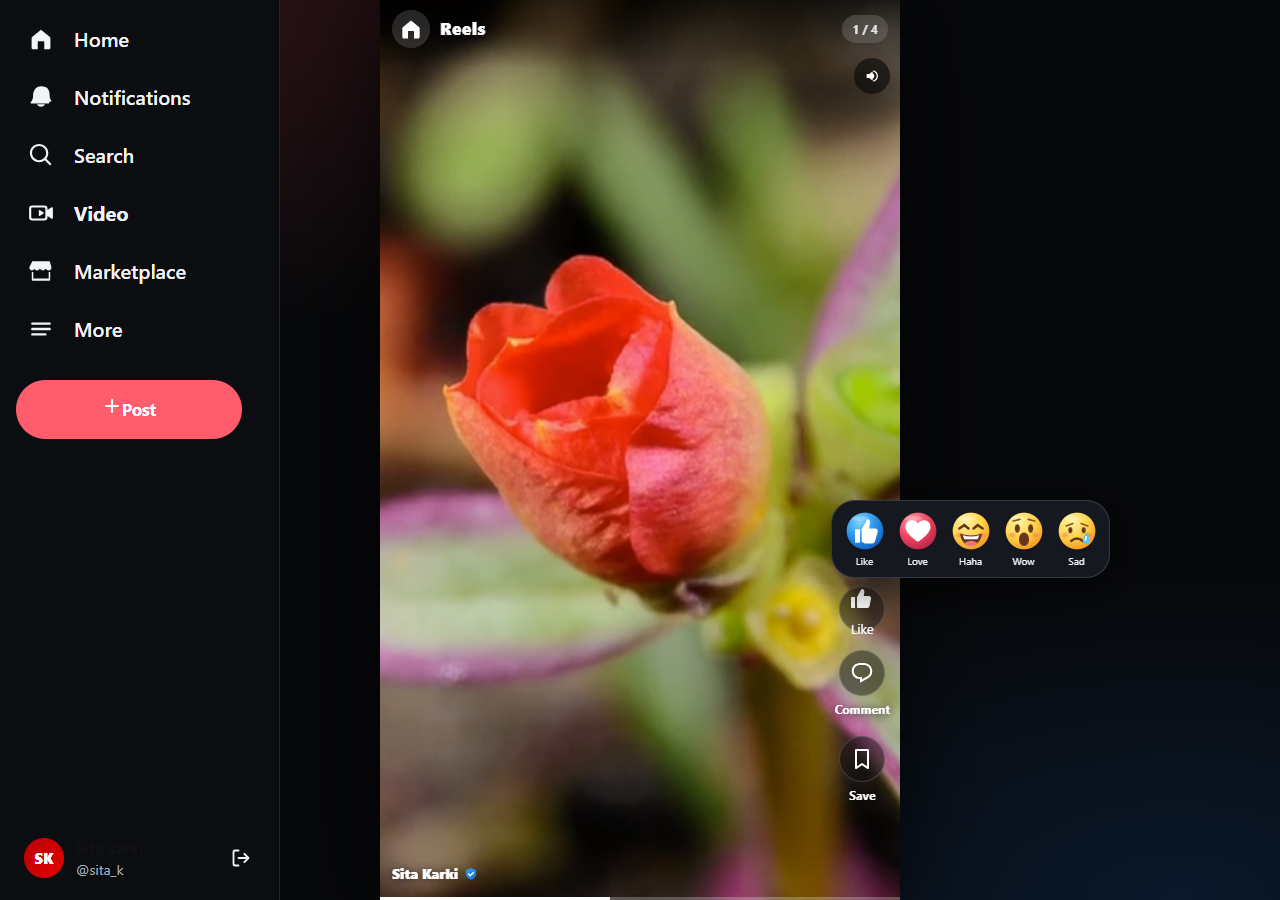 Home
Notifications
Search
Video
Marketplace
More
Post
SK
Sita Karki
@sita_k
Reels
1 / 4
Like
Love
Haha
Wow
Sad
Like
Comment
Save
Sita Karki